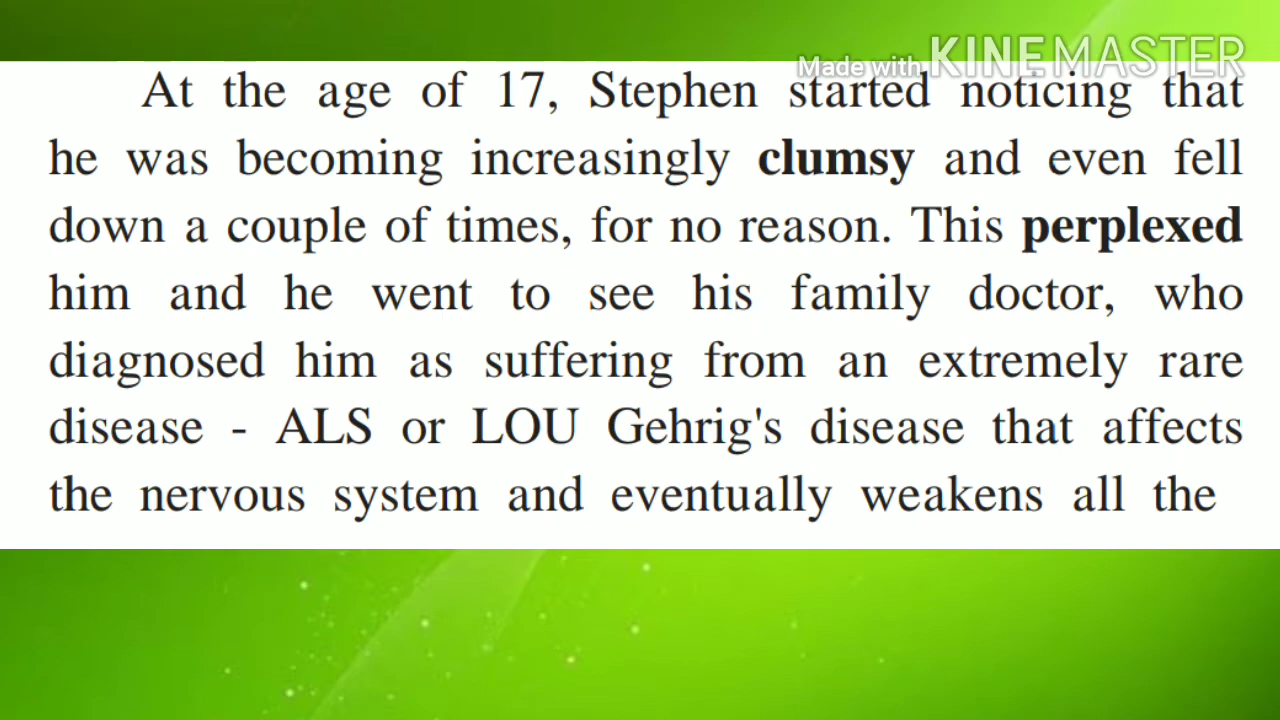 Made with KINEMASTER
At the age of 17, Stephen started noticing that
he was becoming increasingly clumsy and even fell
down a couple of times, for no reason. This perplexed
him and he went to see his family doctor, who
diagnosed him as suffering from an extremely rare
disease - ALS or LOU Gehrig's disease that affects
the nervous system and eventually weakens all the